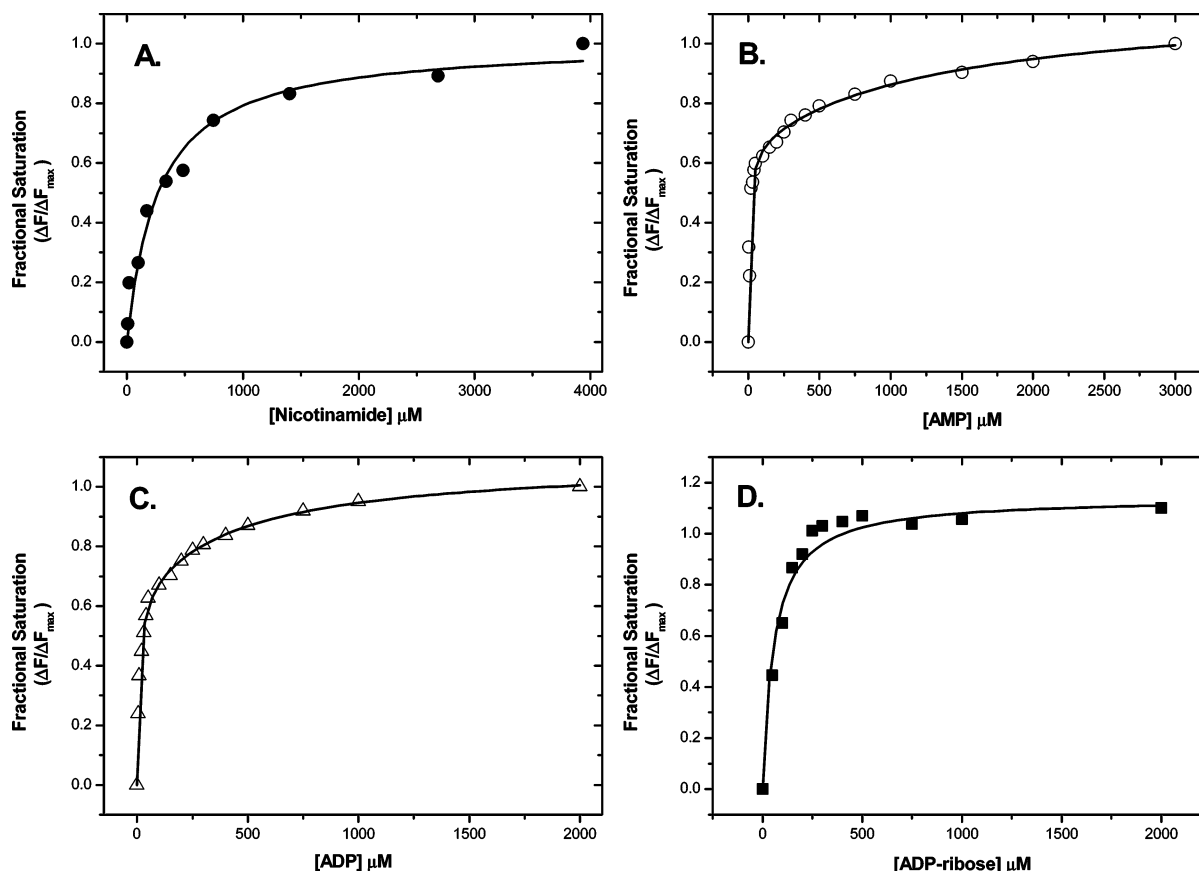 A.
1.0
0.8
0.6
0.4
0.2
0.0
Fractional Saturation
(ΔF/ΔFmax)
0 1000 2000 3000 4000
[Nicotinamide] μM
B.
1.0
0.8
0.6
0.4
0.2
0.0
Fractional Saturation
(ΔF/ΔFmax)
0 500 1000 1500 2000 2500 3000
[AMP] μM
C.
1.0
0.8
0.6
0.4
0.2
0.0
Fractional Saturation
(ΔF/ΔFmax)
0 500 1000 1500 2000
[ADP] μM
D.
1.2
1.0
0.8
0.6
0.4
0.2
0.0
Fractional Saturation
(ΔF/ΔFmax)
0 500 1000 1500 2000
[ADP-ribose] μM